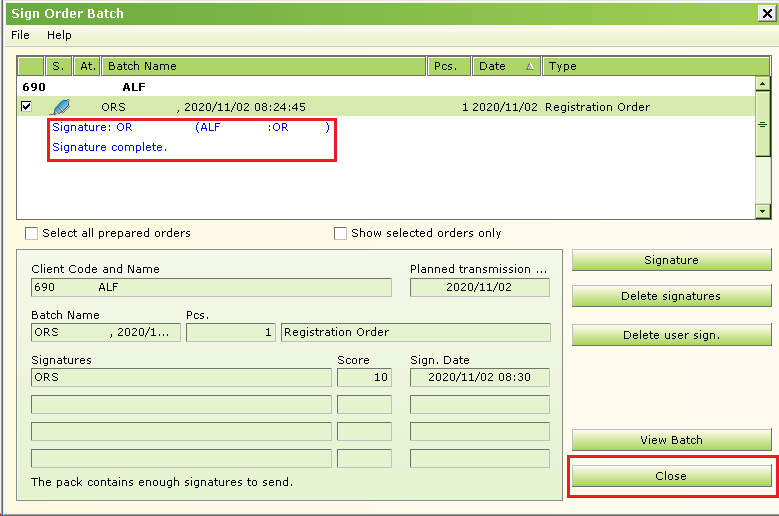 Sign Order Batch
File Help
S. At. Batch Name Pcs. Date Type
690 ALF
ORS , 2020/11/02 08:24:45 1 2020/11/02 Registration Order
Signature: OR (ALF :OR )
Signature complete.
Select all prepared orders Show selected orders only
Client Code and Name Planned transmission ...
690 ALF 2020/11/02
Batch Name Pcs.
ORS , 2020/1... 1 Registration Order
Signatures Score Sign. Date
ORS 10 2020/11/02 08:30
The pack contains enough signatures to send.
Signature
Delete signatures
Delete user sign.
View Batch
Close